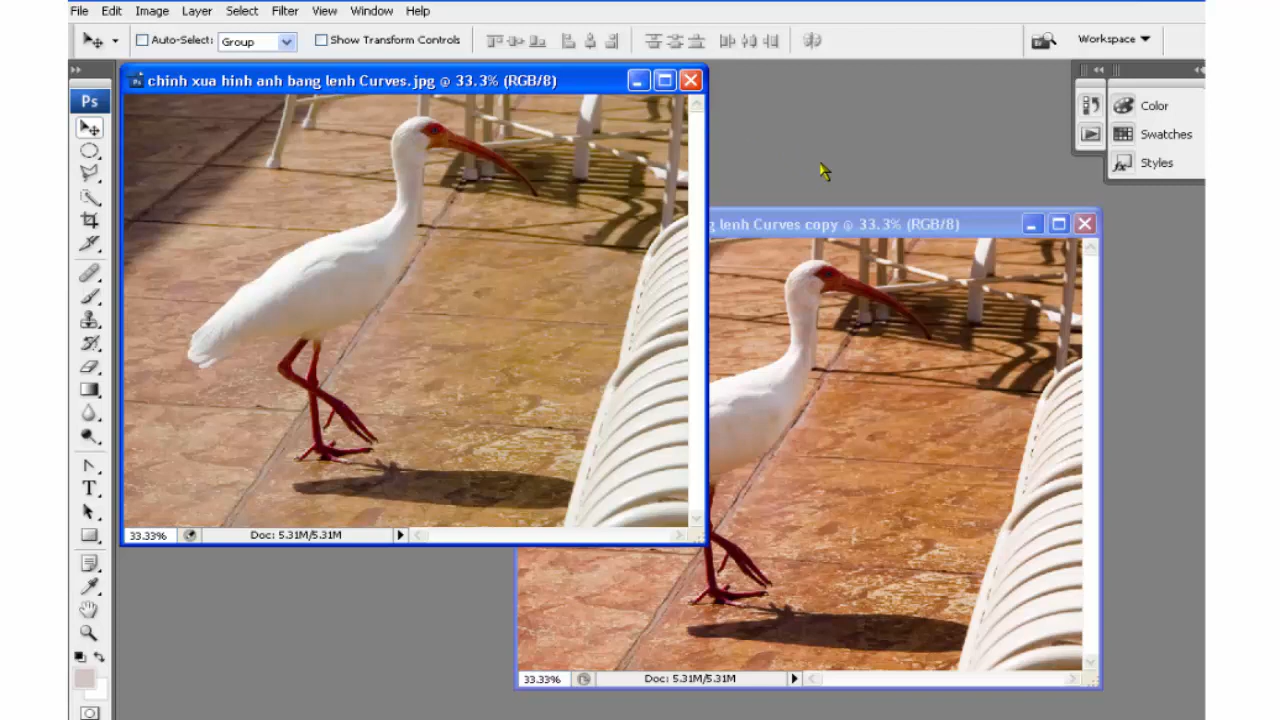 File Edit Image Layer Select Filter View Window Help
Auto-Select: Group Show Transform Controls Workspace
Ps
chinh xua hinh anh bang lenh Curves.jpg @ 33.3% (RGB/8)
Color
Swatches
Styles
lenh Curves copy @ 33.3% (RGB/8)
T
33.33% Doc: 5.31M/5.31M
33.33% Doc: 5.31M/5.31M